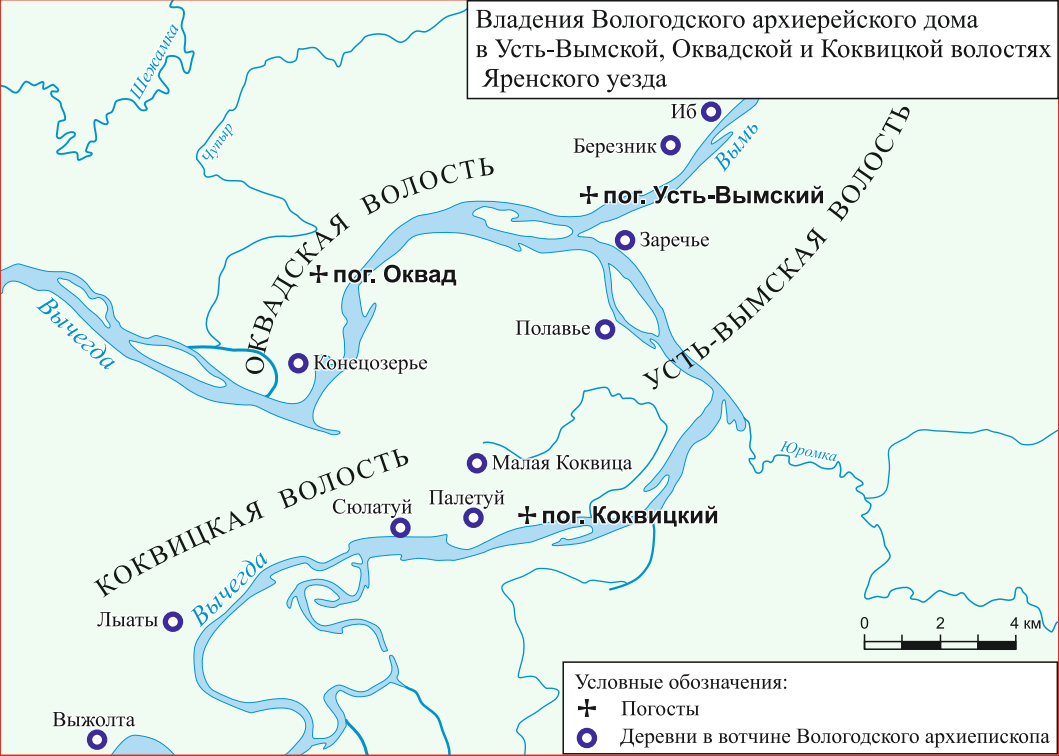 Владения Вологодского архиерейского дома
в Усть-Вымской, Оквадской и Коквицкой волостях
Яренского уезда
Шежамка
Чупыр
Иб
Березник
Вымь
пог. Усть-Вымский
Заречье
ОКВАДСКАЯ ВОЛОСТЬ
УСТЬ-ВЫМСКАЯ ВОЛОСТЬ
пог. Оквад
Вычегда
Полавье
Конецозерье
Юромка
Малая Коквица
КОКВИЦКАЯ ВОЛОСТЬ
Палетуй
Сюлатуй
пог. Коквицкий
Вычегда
Лыаты
0 2 4 км
Выжолта
Условные обозначения:
Погосты
Деревни в вотчине Вологодского архиепископа